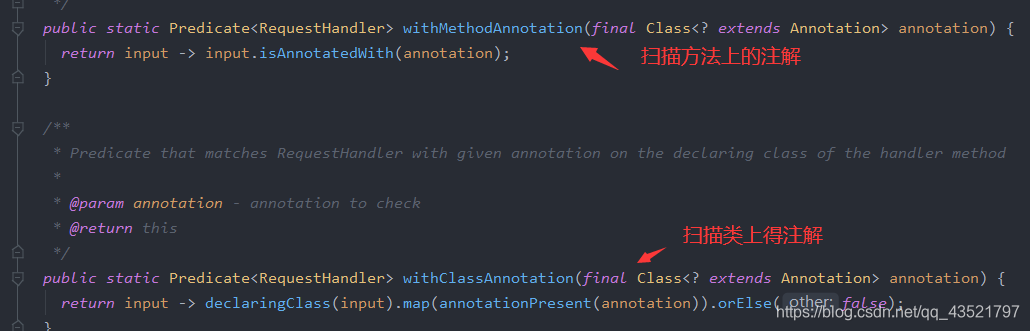 */
public static Predicate<RequestHandler> withMethodAnnotation(final Class<? extends Annotation> annotation) {
return input -> input.isAnnotatedWith(annotation);
扫描方法上的注解
}
/**
* Predicate that matches RequestHandler with given annotation on the declaring class of the handler method
*
* @param annotation - annotation to check
* @return this
扫描类上得注解
*/
public static Predicate<RequestHandler> withClassAnnotation(final Class<? extends Annotation> annotation) {
return input -> declaringClass(input).map(annotationPresent(annotation)).orElse( other: false);
https://blog.csdn.net/qq_43521797
}